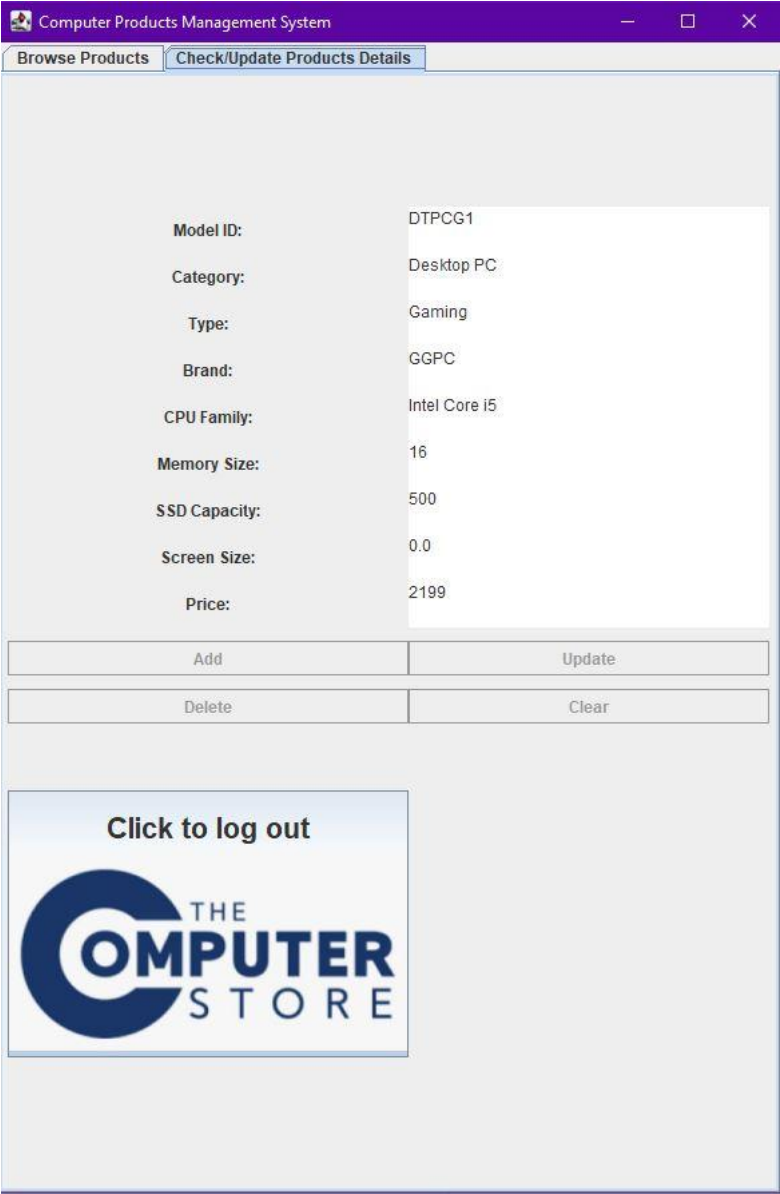 Computer Products Management System
Browse Products Check/Update Products Details
Model ID: DTPCG1
Category: Desktop PC
Type: Gaming
Brand: GGPC
CPU Family: Intel Core i5
Memory Size: 16
SSD Capacity: 500
Screen Size: 0.0
Price: 2199
Add Update
Delete Clear
Click to log out
THE
COMPUTER
STORE